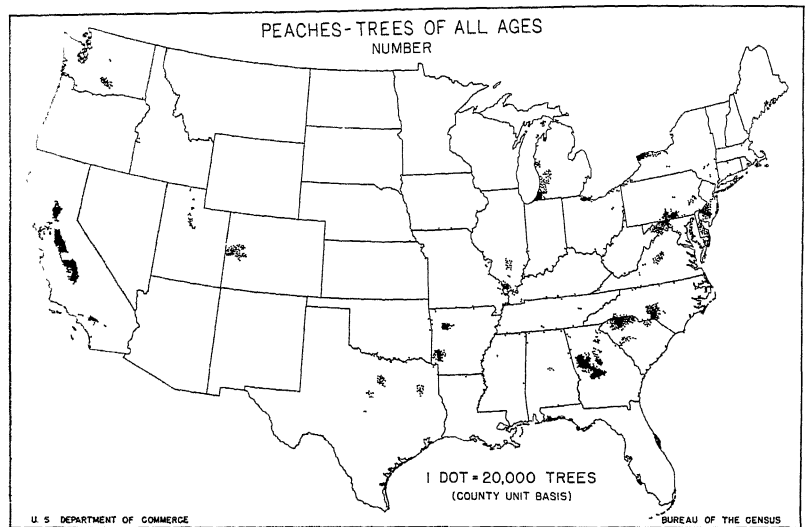 PEACHES-TREES OF ALL AGES
NUMBER
1 DOT = 20,000 TREES
(COUNTY UNIT BASIS)
U. S DEPARTMENT OF COMMERCE
BUREAU OF THE CENSUS